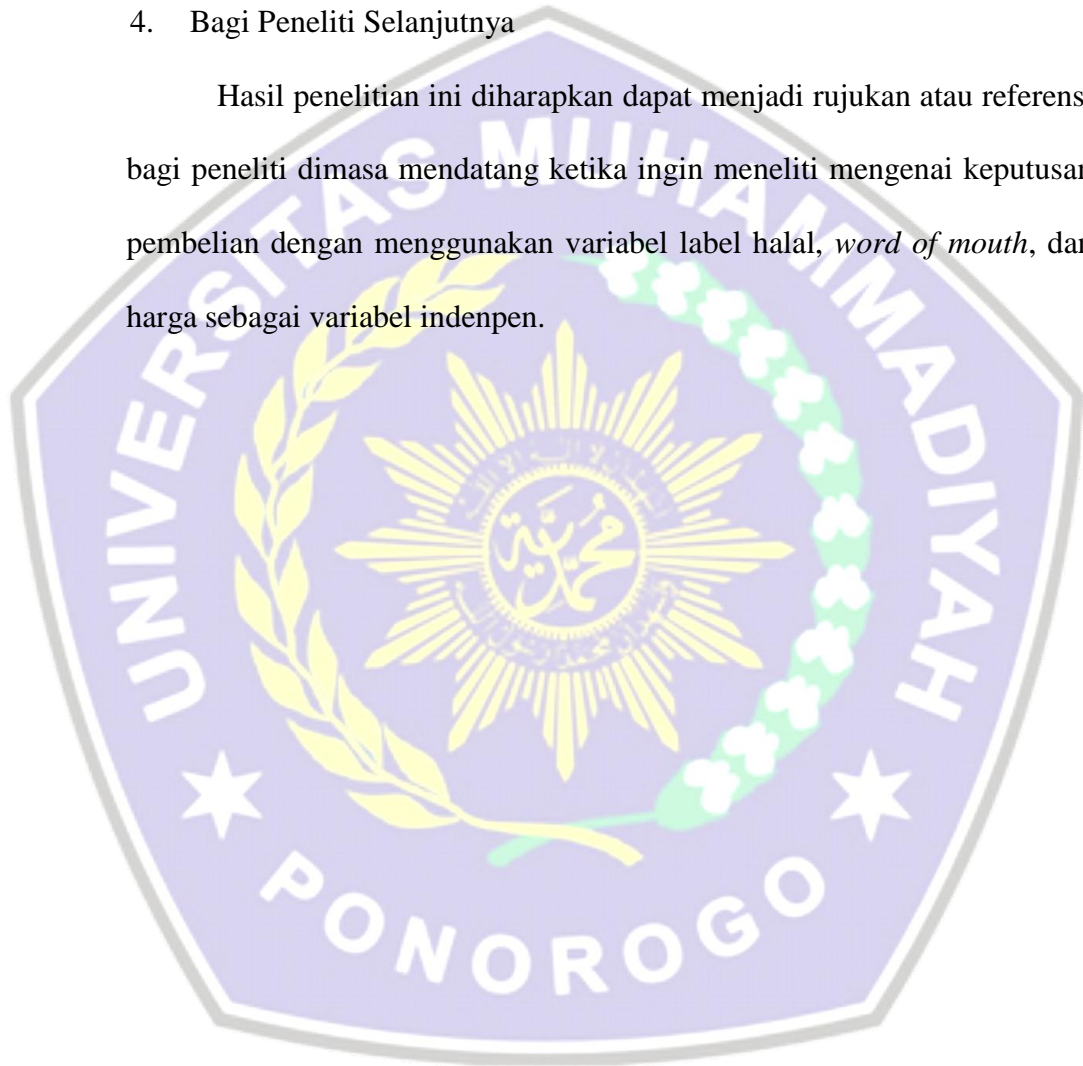 4. Bagi Peneliti Selanjutnya
Hasil penelitian ini diharapkan dapat menjadi rujukan atau referens
bagi peneliti dimasa mendatang ketika ingin meneliti mengenai keputusan
pembelian dengan menggunakan variabel label halal, word of mouth, dan
harga sebagai variabel indenpen.
UNIVERSITAS MUHAMMADIYAH
محمدية
PONOROGO